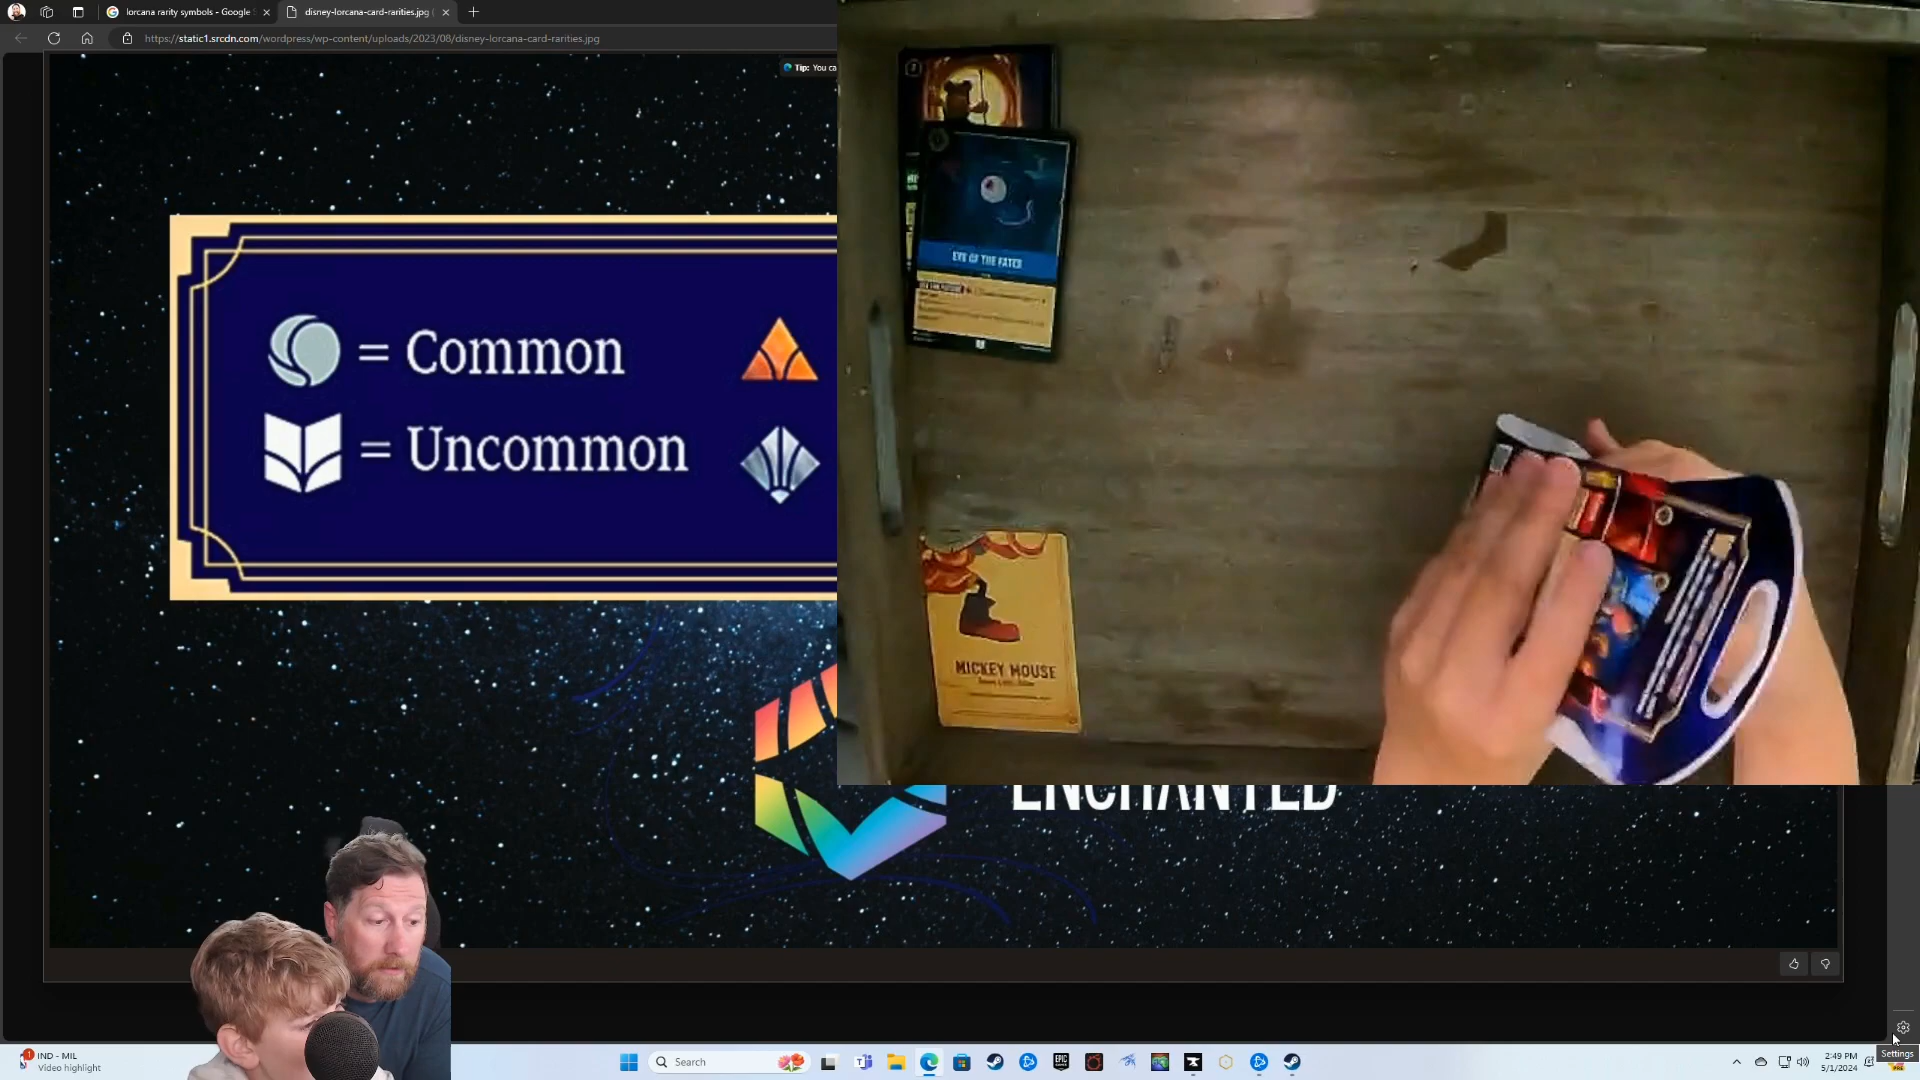 lorcana rarity symbols - Google
disney-lorcana-card-rarities.jpg (
https://static1.srcdn.com/wordpress/wp-content/uploads/2023/08/disney-lorcana-card-rarities.jpg
Tip: You ca
= Common
= Uncommon
EYE OF THE FATES
MICKEY MOUSE
ENCHANTED
IND - MIL
Video highlight
Search
2:49 PM
5/1/2024
Settings